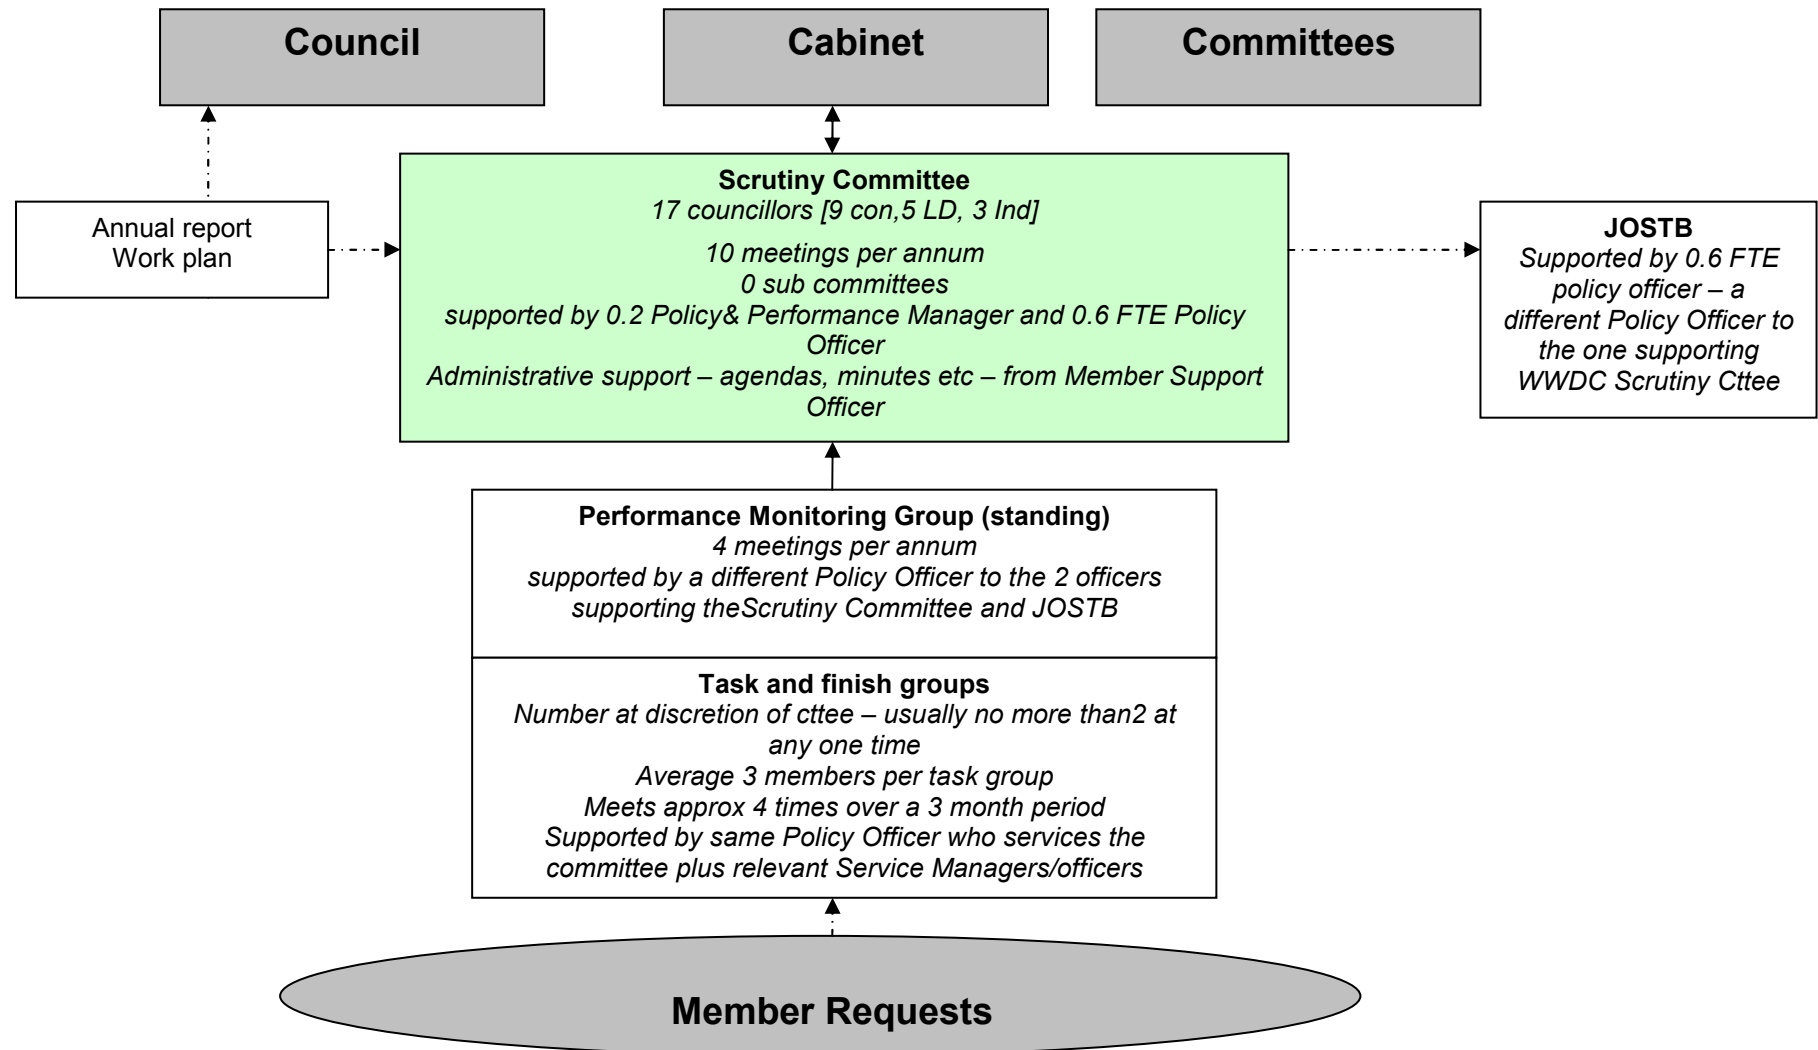 Council
Cabinet
Committees
Scrutiny Committee
17 councillors [9 con,5 LD, 3 Ind]
10 meetings per annum
0 sub committees
supported by 0.2 Policy& Performance Manager and 0.6 FTE Policy
Officer
Administrative support – agendas, minutes etc – from Member Support
Officer
Annual report
Work plan
JOSTB
Supported by 0.6 FTE
policy officer – a
different Policy Officer to
the one supporting
WWDC Scrutiny Cttee
Performance Monitoring Group (standing)
4 meetings per annum
supported by a different Policy Officer to the 2 officers
supporting theScrutiny Committee and JOSTB
Task and finish groups
Number at discretion of cttee – usually no more than2 at
any one time
Average 3 members per task group
Meets approx 4 times over a 3 month period
Supported by same Policy Officer who services the
committee plus relevant Service Managers/officers
Member Requests